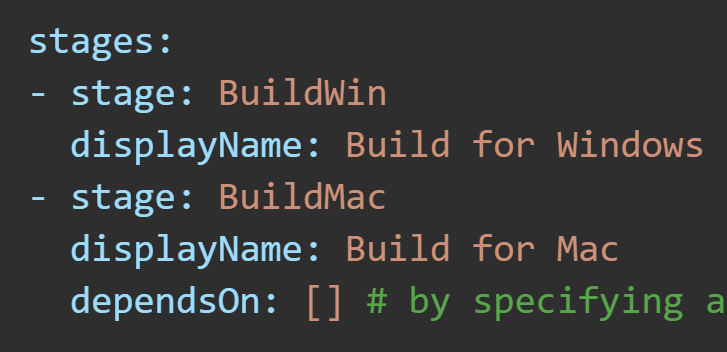 stages:
- stage: BuildWin
  displayName: Build for Windows
- stage: BuildMac
  displayName: Build for Mac
  dependsOn: [] # by specifying a